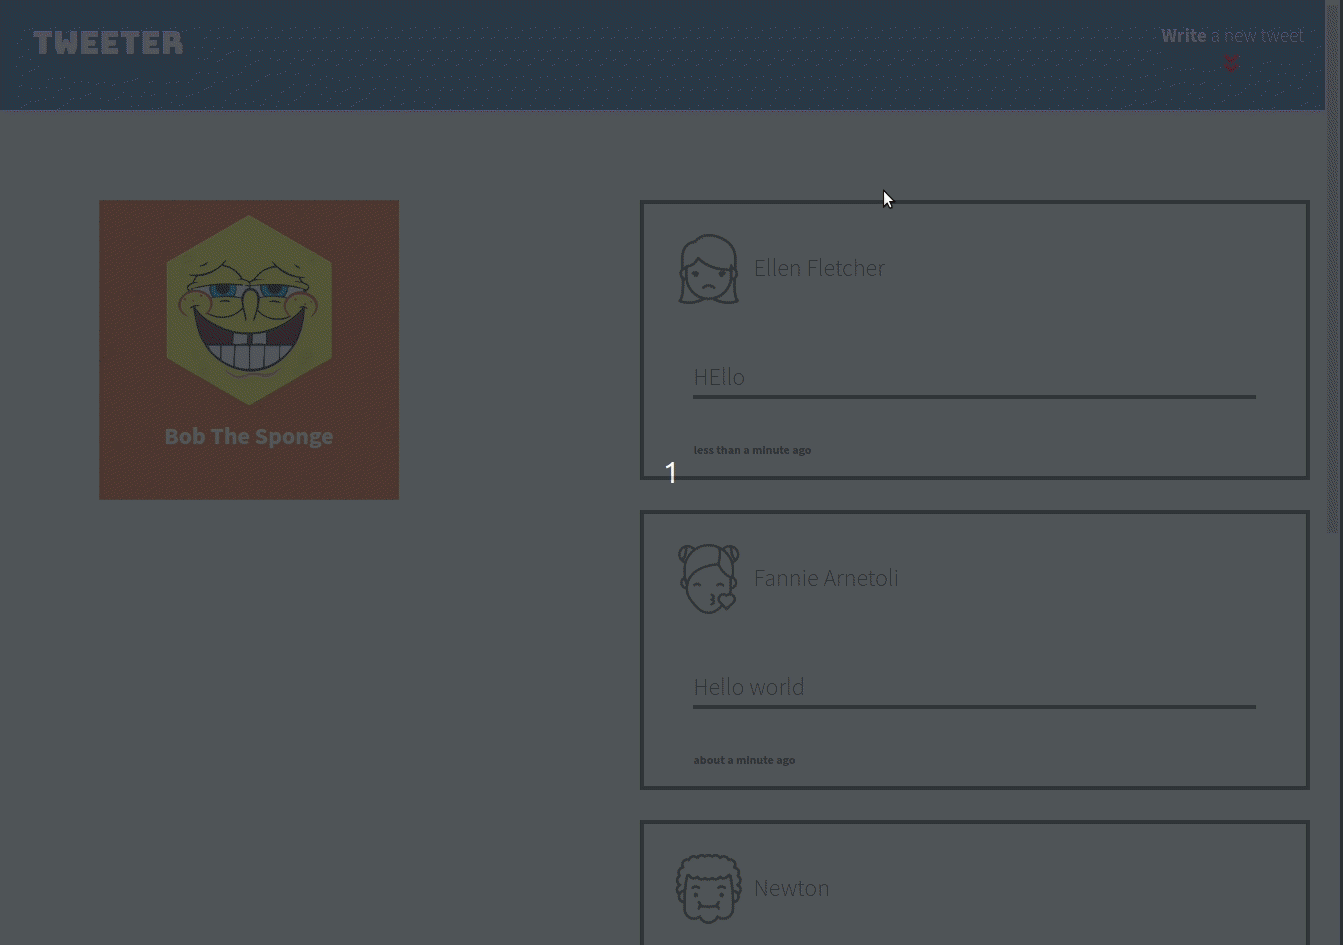 TWEETER
Write a new tweet
Bob The Sponge
Ellen Fletcher
HEllo
less than a minute ago
1
Fannie Arnetoli
Hello world
about a minute ago
Newton